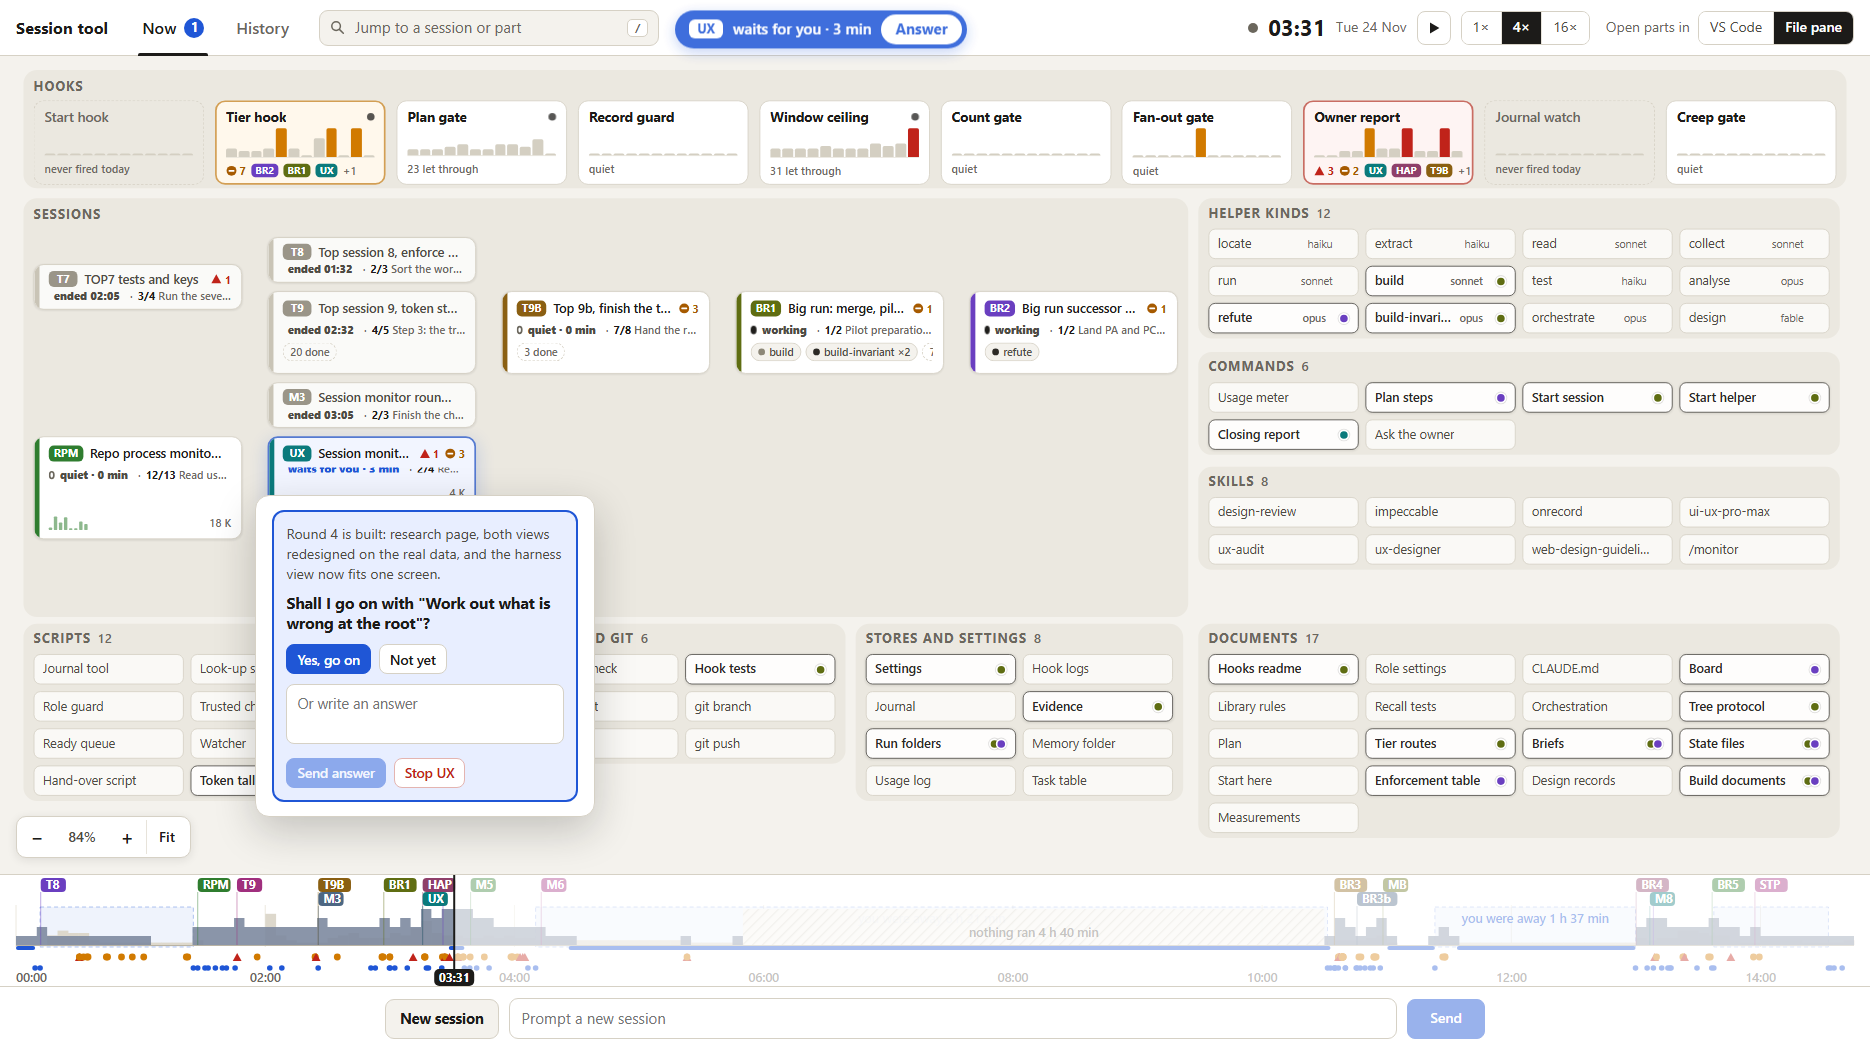 Session tool
Now 1
History
Jump to a session or part /
UX waits for you · 3 min Answer
03:31 Tue 24 Nov
1× 4× 16×
Open parts in VS Code File pane
HOOKS
Start hook
never fired today
Tier hook
7 BR2 BR1 UX +1
Plan gate
23 let through
Record guard
quiet
Window ceiling
31 let through
Count gate
quiet
Fan-out gate
quiet
Owner report
3 2 UX HAP T9B +1
Journal watch
never fired today
Creep gate
quiet
SESSIONS
T7 TOP7 tests and keys 1
ended 02:05 · 3/4 Run the seve...
T8 Top session 8, enforce ...
ended 01:32 · 2/3 Sort the wor...
T9 Top session 9, token st...
ended 02:32 · 4/5 Step 3: the tr...
20 done
T9B Top 9b, finish the t... 3
quiet · 0 min · 7/8 Hand the r...
3 done
BR1 Big run: merge, pil... 1
working · 1/2 Pilot preparatio...
build build-invariant ×2
BR2 Big run successor ... 1
working · 1/2 Land PA and PC...
refute
M3 Session monitor roun...
ended 03:05 · 2/3 Finish the ch...
RPM Repo process monito...
quiet · 0 min · 12/13 Read us...
18 K
UX Session monit... 1 3
waits for you · 3 min · 2/4 Re...
4 K
Round 4 is built: research page, both views
redesigned on the real data, and the harness
view now fits one screen.
Shall I go on with "Work out what is
wrong at the root"?
Yes, go on Not yet
Or write an answer
Send answer Stop UX
HELPER KINDS 12
locate haiku extract haiku read sonnet collect sonnet
run sonnet build sonnet test haiku analyse opus
refute opus build-invari... opus orchestrate opus design fable
COMMANDS 6
Usage meter Plan steps Start session Start helper
Closing report Ask the owner
SKILLS 8
design-review impeccable onrecord ui-ux-pro-max
ux-audit ux-designer web-design-guideli... /monitor
SCRIPTS 12
Journal tool Look-up s
Role guard Trusted ch
Ready queue Watcher
Hand-over script Token tall
D GIT 6
heck Hook tests
t git branch
git push
STORES AND SETTINGS 8
Settings Hook logs
Journal Evidence
Run folders Memory folder
Usage log Task table
DOCUMENTS 17
Hooks readme Role settings CLAUDE.md Board
Library rules Recall tests Orchestration Tree protocol
Plan Tier routes Briefs State files
Start here Enforcement table Design records Build documents
Measurements
− 84% + Fit
T8 RPM T9 T9B BR1 HAP M5 M6 BR3 MB BR4 BR5 STP
M3 UX BR3b M8
nothing ran 4 h 40 min
you were away 1 h 37 min
00:00 02:00 03:31 04:00 06:00 08:00 10:00 12:00 14:00
New session Prompt a new session Send